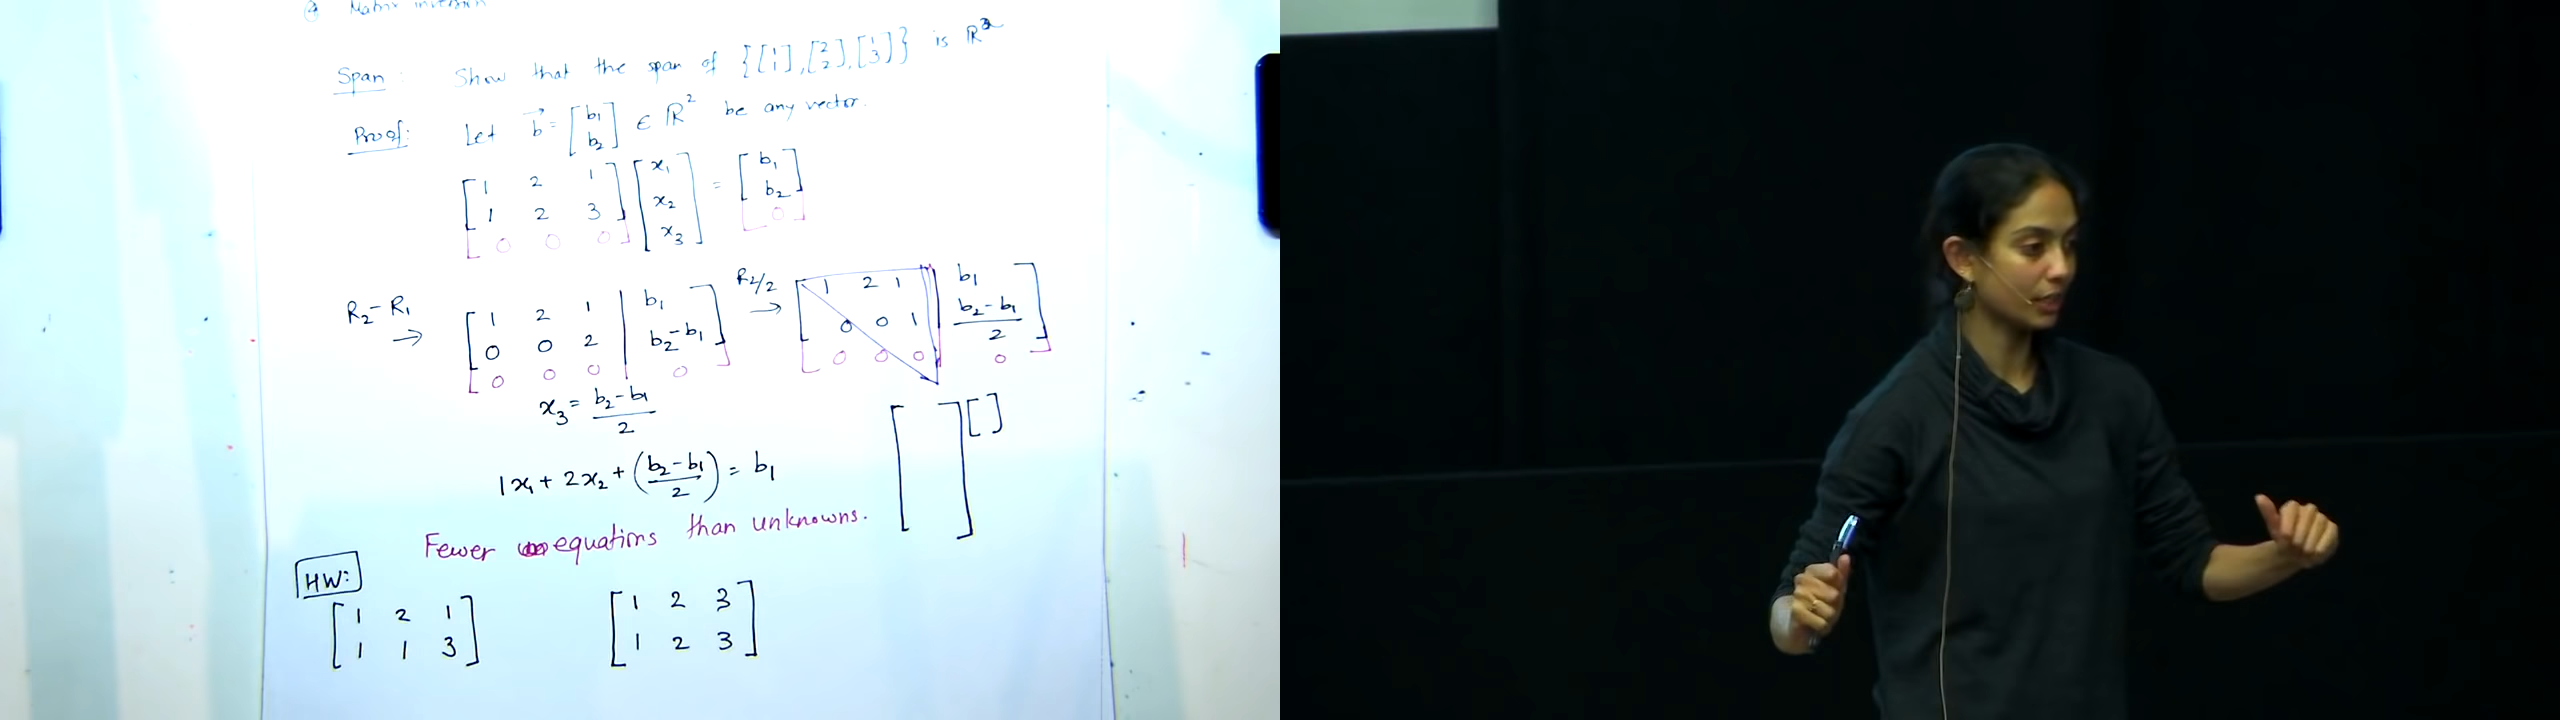 ② Matrix inversion
Span: Show that the span of {[1 1], [2 2], [1 3]} is ℝ²
Proof: Let b⃗ = [b₁ b₂] ∈ ℝ² be any vector.
[1 2 1 [x₁ = [b₁
1 2 3 x₂ b₂
0 0 0] x₃] 0]
R₂-R₁ → [1 2 1 | b₁ R₂/2 → [1 2 1 | b₁
0 0 2 | b₂-b₁ 0 0 1 | (b₂-b₁)/2
0 0 0 | 0] 0 0 0 | 0]
x₃ = (b₂-b₁)/2
[ ] [ ]
1x₁ + 2x₂ + ((b₂-b₁)/2) = b₁
Fewer equations than unknowns.
HW:
[1 2 1 [1 2 3
1 1 3] 1 2 3]